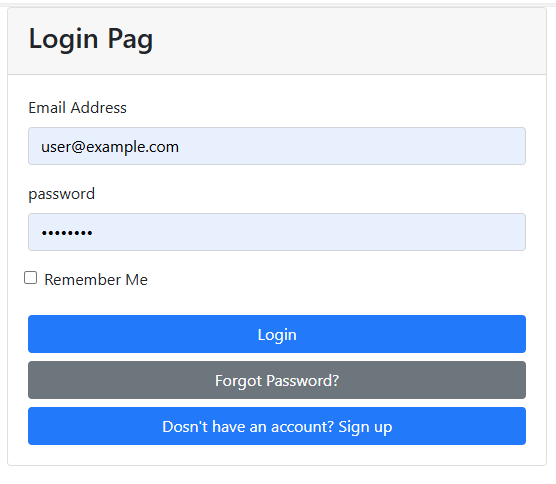 Login Pag
Email Address
user@example.com
password
••••••••
Remember Me
Login
Forgot Password?
Dosn't have an account? Sign up